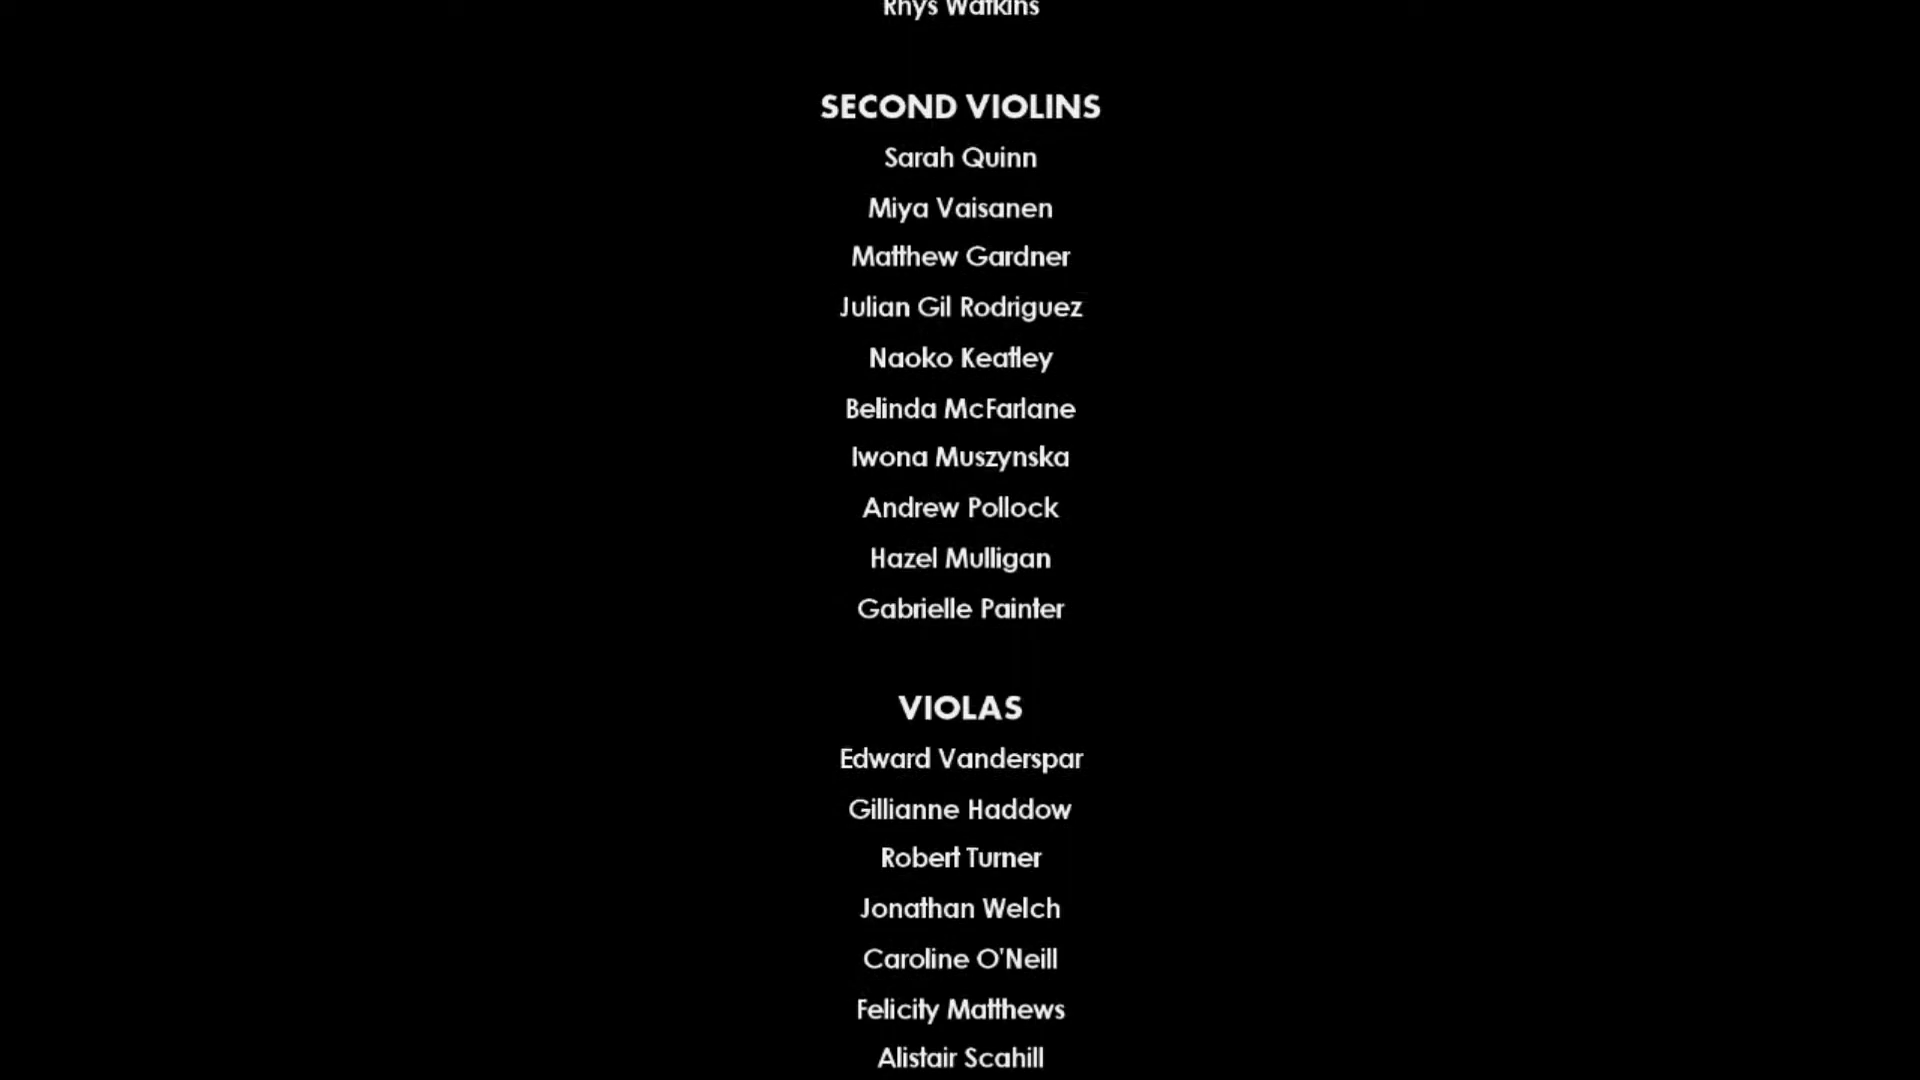 Rhys Watkins
SECOND VIOLINS
Sarah Quinn
Miya Vaisanen
Matthew Gardner
Julian Gil Rodriguez
Naoko Keatley
Belinda McFarlane
Iwona Muszynska
Andrew Pollock
Hazel Mulligan
Gabrielle Painter
VIOLAS
Edward Vanderspar
Gillianne Haddow
Robert Turner
Jonathan Welch
Caroline O'Neill
Felicity Matthews
Alistair Scahill